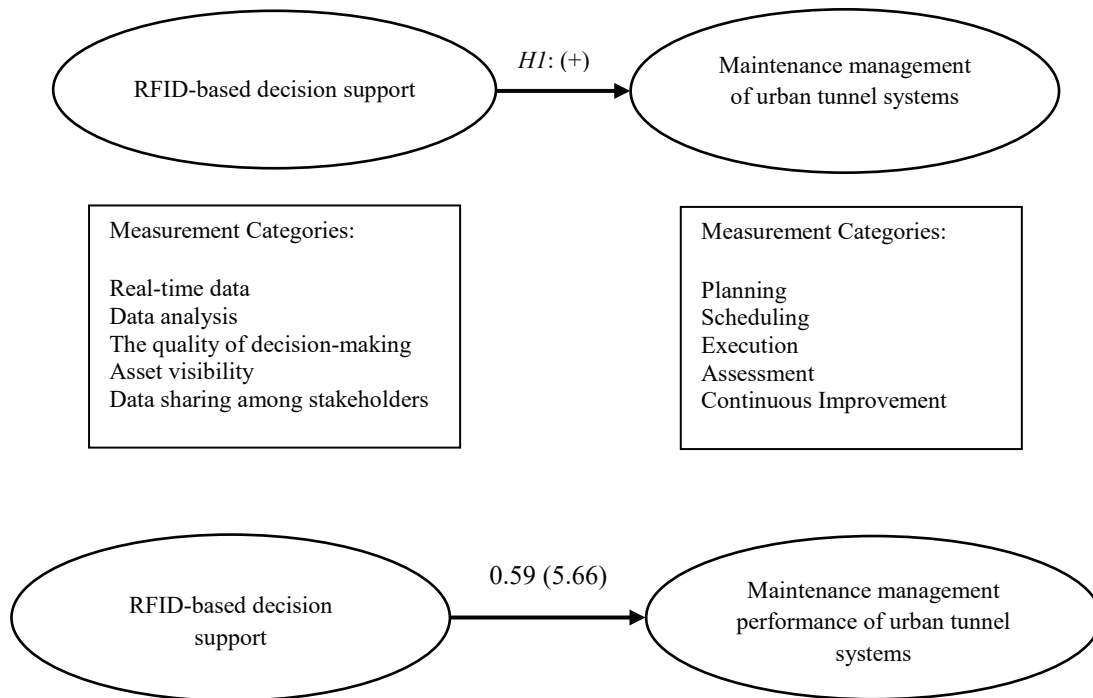 RFID-based decision support
H1: (+)
Maintenance management
of urban tunnel systems
Measurement Categories:
Real-time data
Data analysis
The quality of decision-making
Asset visibility
Data sharing among stakeholders
Measurement Categories:
Planning
Scheduling
Execution
Assessment
Continuous Improvement
RFID-based decision
support
0.59 (5.66)
Maintenance management
performance of urban tunnel
systems